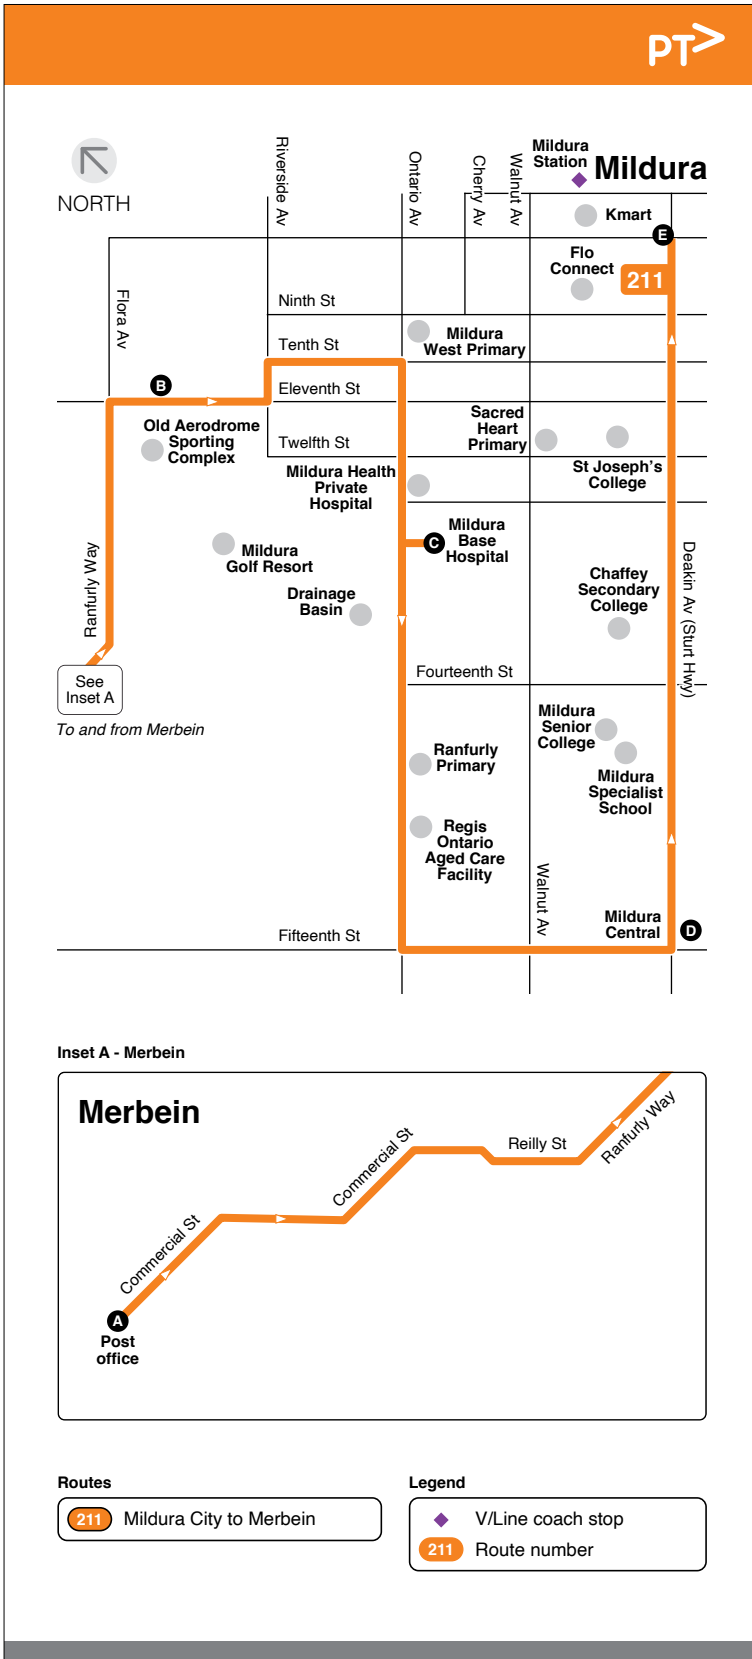 PT>
NORTH
Riverside Av
Ontario Av
Cherry Av
Walnut Av
Mildura
Station
Mildura
Kmart
E
Flo
Connect
211
Flora Av
Ninth St
Tenth St
Mildura
West Primary
B
Eleventh St
Old Aerodrome
Sporting
Complex
Twelfth St
Sacred
Heart
Primary
St Joseph's
College
Mildura Health
Private
Hospital
C
Mildura
Base
Hospital
Mildura
Golf Resort
Drainage
Basin
Chaffey
Secondary
College
Deakin Av (Sturt Hwy)
Ranfurly Way
See
Inset A
To and from Merbein
Fourteenth St
Mildura
Senior
College
Ranfurly
Primary
Mildura
Specialist
School
Regis
Ontario
Aged Care
Facility
Walnut Av
Mildura
Central
D
Fifteenth St
Inset A - Merbein
Merbein
Commercial St
Commercial St
Reilly St
Ranfurly Way
A
Post
office
Routes
211 Mildura City to Merbein
Legend
V/Line coach stop
211 Route number